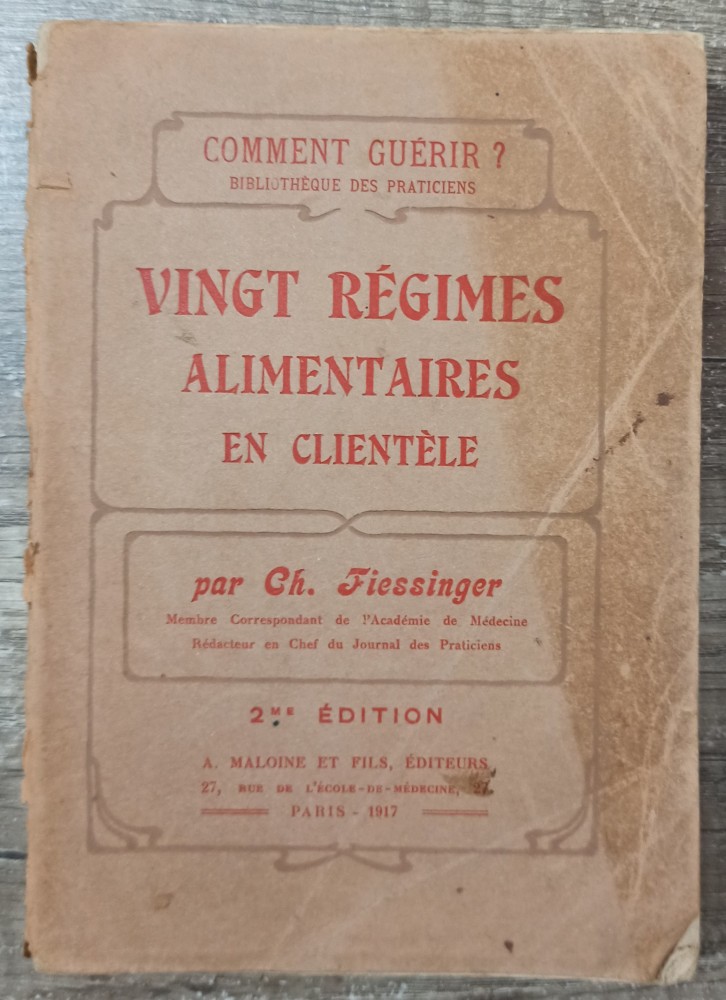 COMMENT GUÉRIR ?
BIBLIOTHÈQUE DES PRATICIENS
VINGT RÉGIMES
ALIMENTAIRES
EN CLIENTÈLE
par Ch. Fiessinger
Membre Correspondant de l'Académie de Médecine
Rédacteur en Chef du Journal des Praticiens
2ME ÉDITION
A. MALOINE ET FILS, ÉDITEURS
27, RUE DE L'ÉCOLE-DE-MÉDECINE, 27
PARIS - 1917